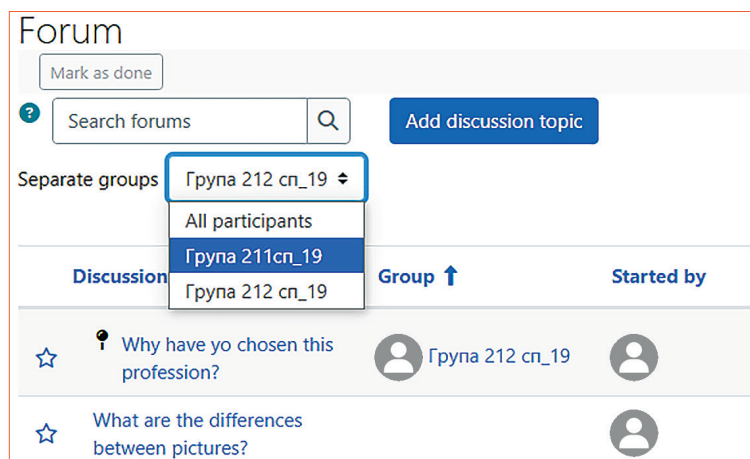 Forum
Mark as done
? Search forums Add discussion topic
Separate groups Група 212 сп_19
All participants
Група 211сп_19
Група 212 сп_19
Discussion Group Started by
Why have yo chosen this
profession?
Група 212 сп_19
What are the differences
between pictures?